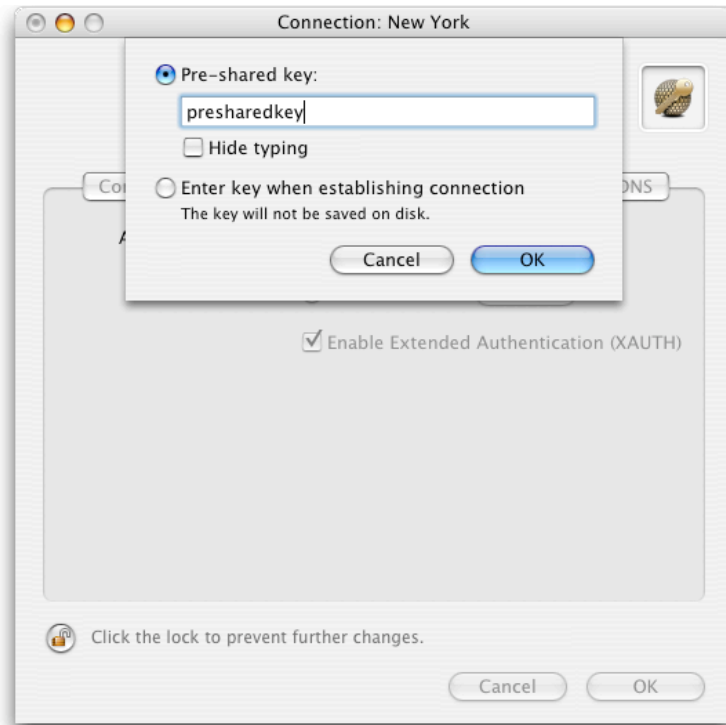 Connection: New York
Pre-shared key:
presharedkey
Hide typing
Enter key when establishing connection
The key will not be saved on disk.
Cancel OK
Enable Extended Authentication (XAUTH)
Click the lock to prevent further changes.
Cancel OK